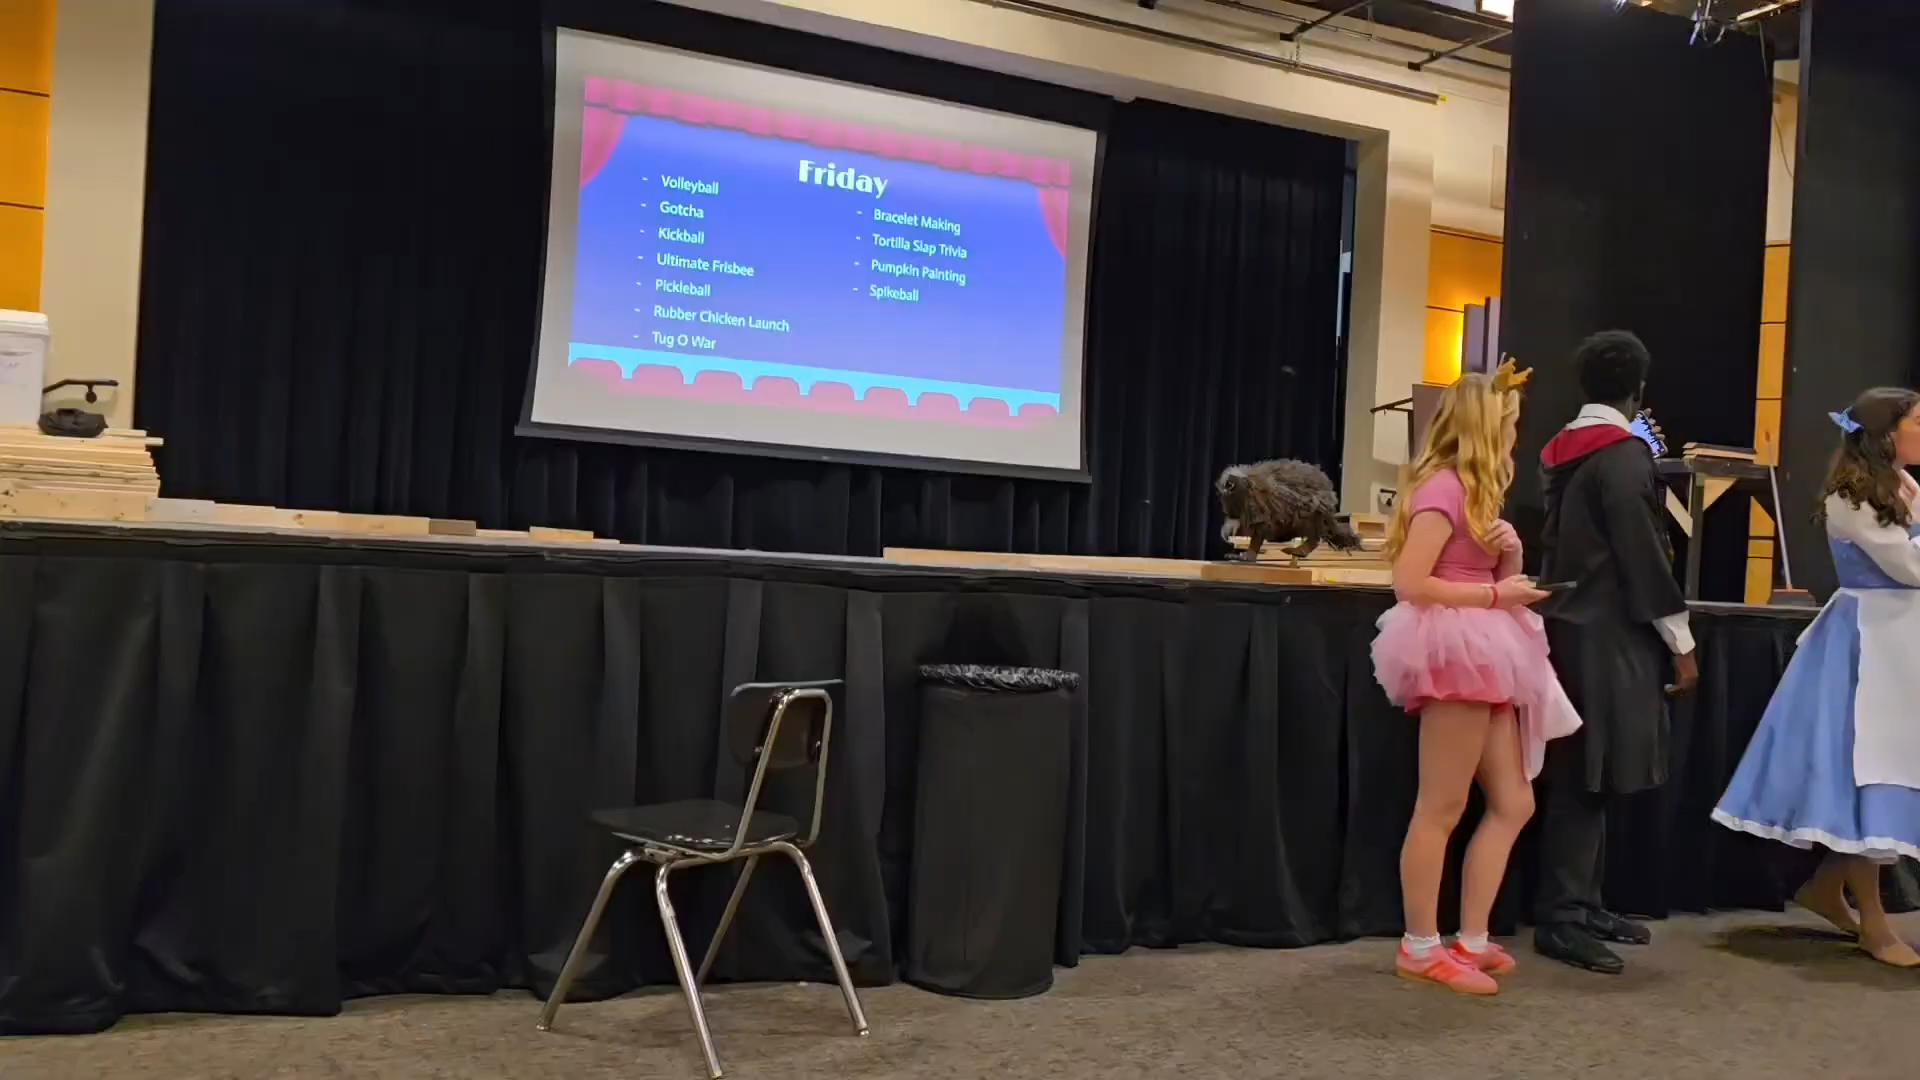 Friday
- Volleyball
- Gotcha
- Kickball
- Ultimate Frisbee
- Pickleball
- Rubber Chicken Launch
- Tug O War
- Bracelet Making
- Tortilla Slap Trivia
- Pumpkin Painting
- Spikeball